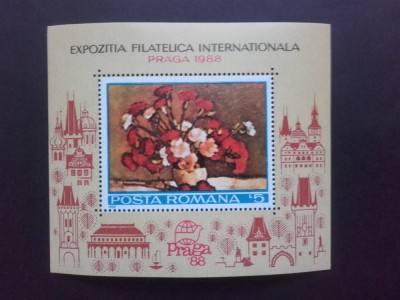 EXPOZITIA FILATELICA INTERNATIONALA
PRAGA 1988
POSTA ROMANA L5
praga
'88